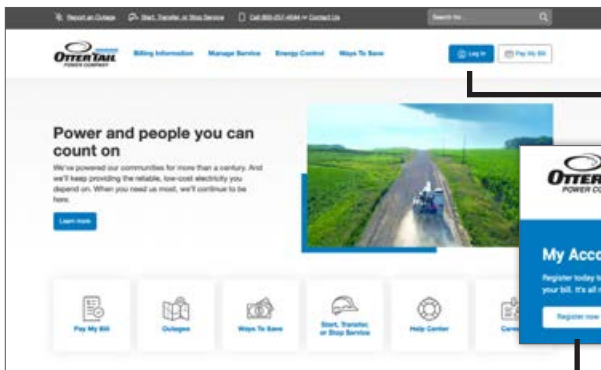 Report an Outage Start, Transfer, or Stop Service Call 800-257-4044 or Contact Us Search for...
OTTER TAIL
POWER COMPANY
Billing Information Manage Service Energy Control Ways To Save Log In Pay My Bill
Power and people you can
count on
We've powered our communities for more than a century. And
we'll keep providing the reliable, low-cost electricity you
depend on. When you need us most, we'll continue to be
here.
Learn more
OTTER
POWER CO
My Acco
Register today to
your bill. It's all
Register now
Pay My Bill Outages Ways To Save Start, Transfer,
or Stop Service Help Center Caree